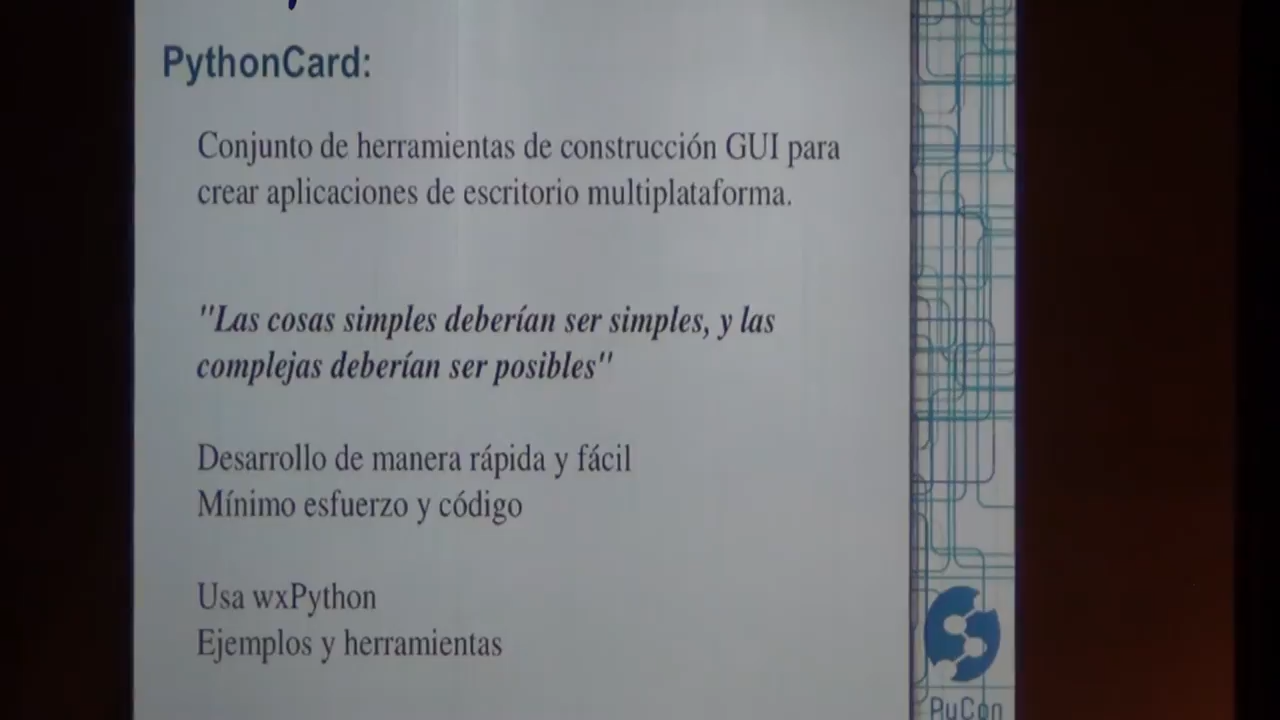 PythonCard:
Conjunto de herramientas de construcción GUI para
crear aplicaciones de escritorio multiplataforma.
"Las cosas simples deberían ser simples, y las
complejas deberían ser posibles"
Desarrollo de manera rápida y fácil
Mínimo esfuerzo y código
Usa wxPython
Ejemplos y herramientas
PyCon